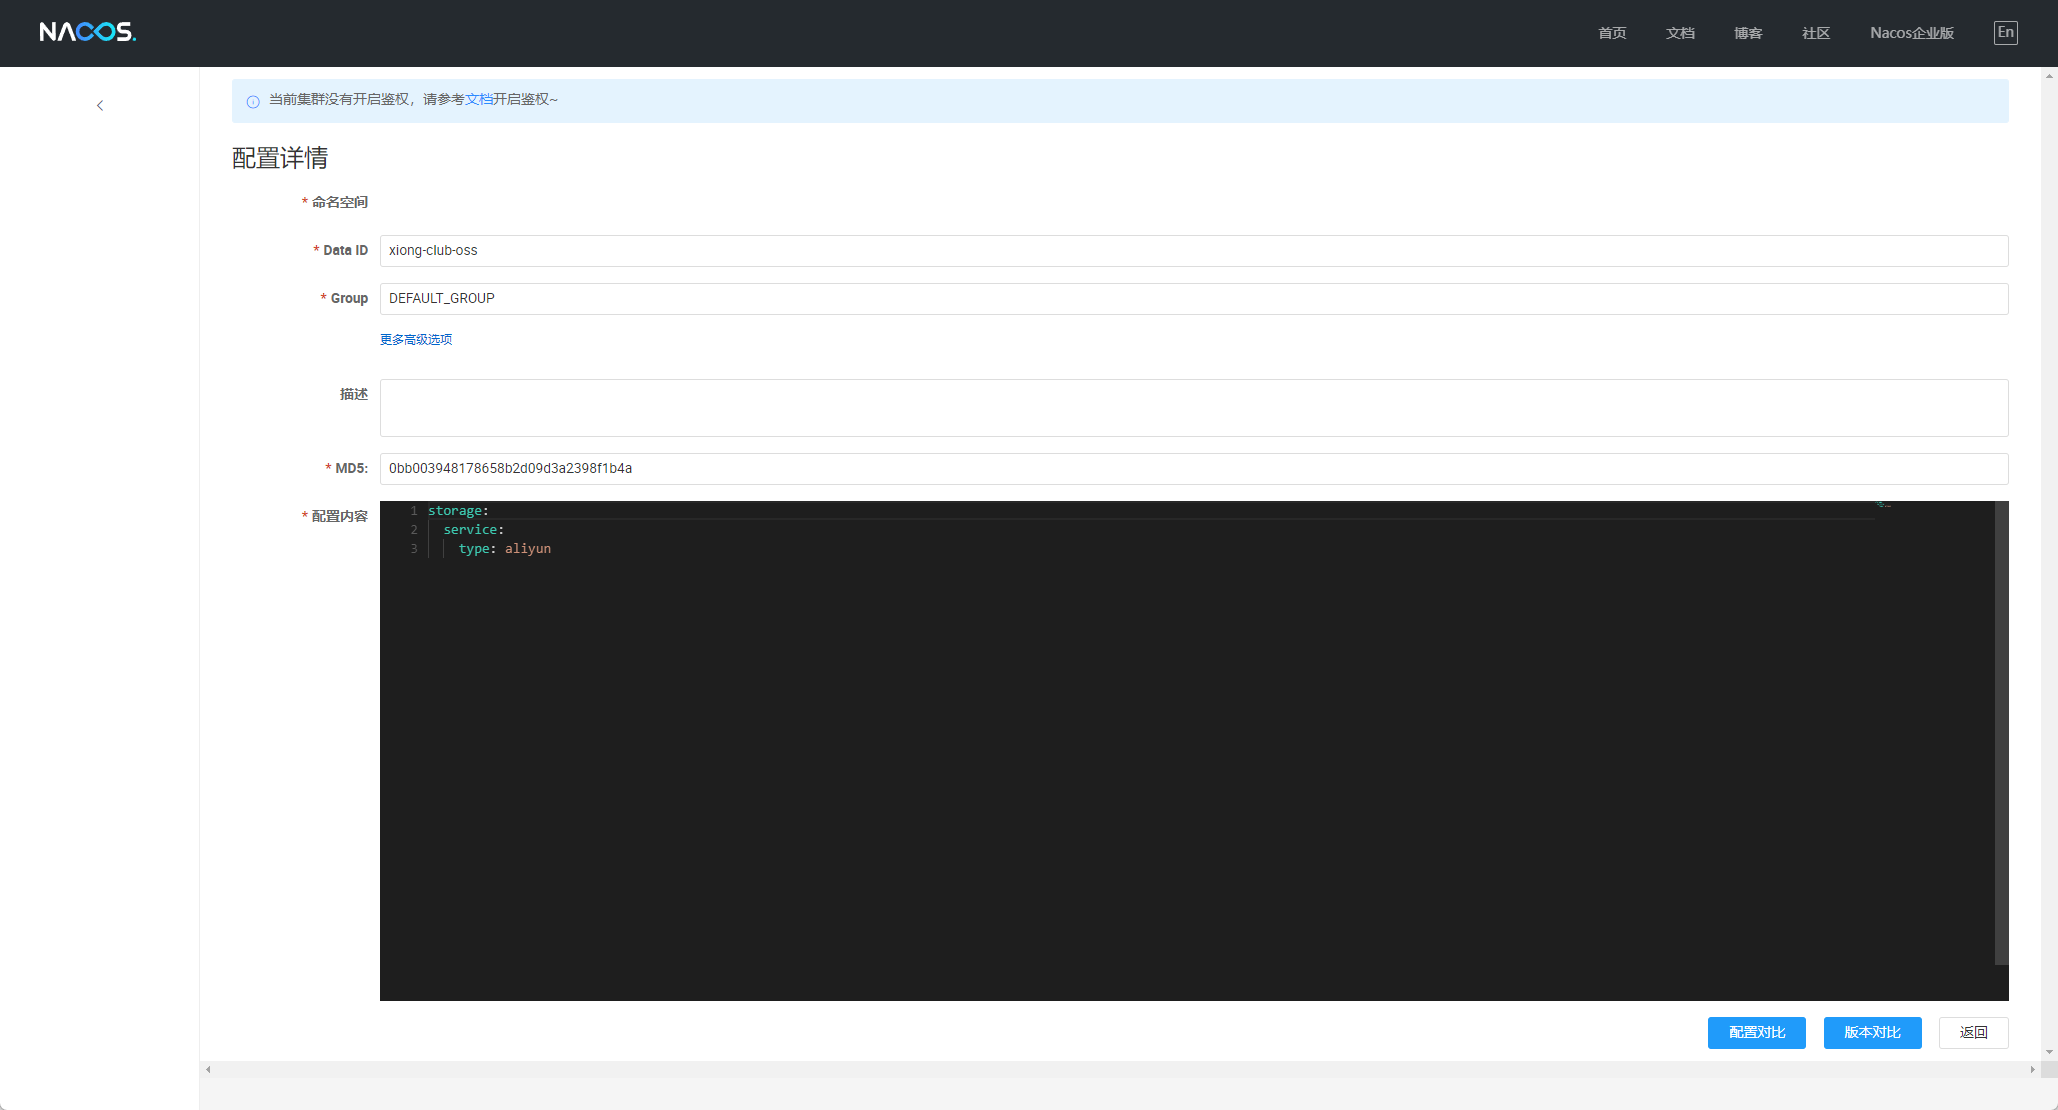 NACOS.
首页 文档 博客 社区 Nacos企业版 En
当前集群没有开启鉴权，请参考文档开启鉴权~
配置详情
* 命名空间
* Data ID xiong-club-oss
* Group DEFAULT_GROUP
更多高级选项
描述
* MD5: 0bb003948178658b2d09d3a2398f1b4a
* 配置内容
1 storage:
2 service:
3 type: aliyun
配置对比 版本对比 返回